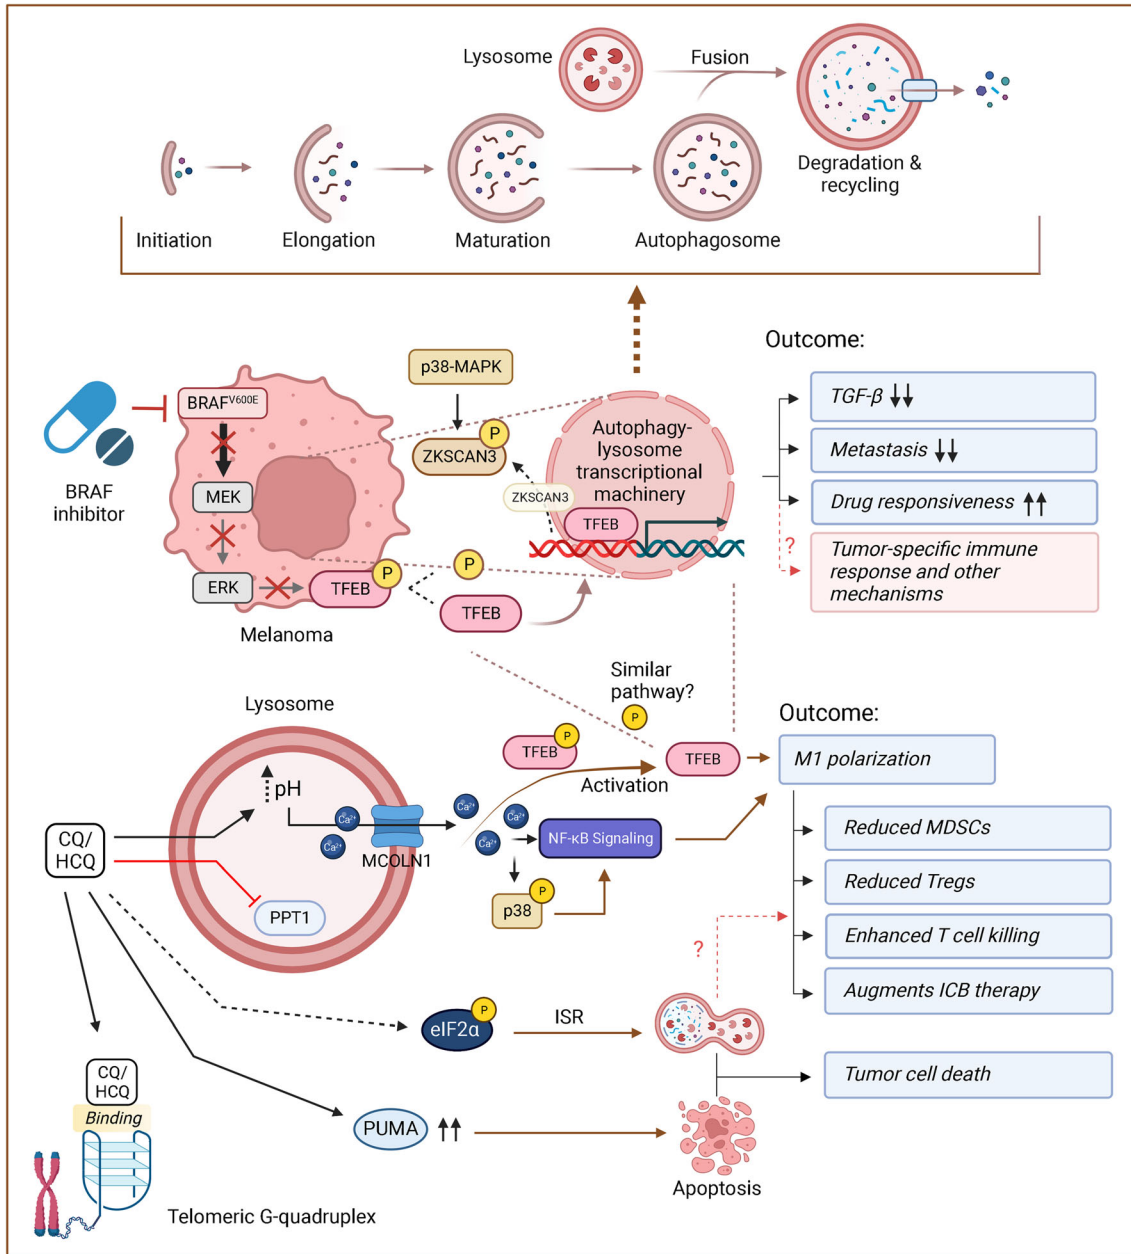 Lysosome
Fusion
Degradation &
recycling
Initiation
Elongation
Maturation
Autophagosome
Outcome:
p38-MAPK
P
ZKSCAN3
BRAFV600E
MEK
ERK
TFEB
P
BRAF
inhibitor
Melanoma
P
TFEB
Autophagy-
lysosome
transcriptional
machinery
ZKSCAN3
TFEB
TGF-β ↓↓
Metastasis ↓↓
Drug responsiveness ↑↑
?
Tumor-specific immune
response and other
mechanisms
Similar
pathway?
P
Lysosome
pH
Ca2+
Ca2+
MCOLN1
PPT1
CQ/
HCQ
Ca2+
Ca2+
Ca2+
TFEB
P
Activation
TFEB
NF-κB Signaling
p38
P
Outcome:
M1 polarization
Reduced MDSCs
Reduced Tregs
Enhanced T cell killing
Augments ICB therapy
?
eIF2α
P
ISR
Tumor cell death
PUMA ↑↑
Apoptosis
CQ/
HCQ
Binding
Telomeric G-quadruplex